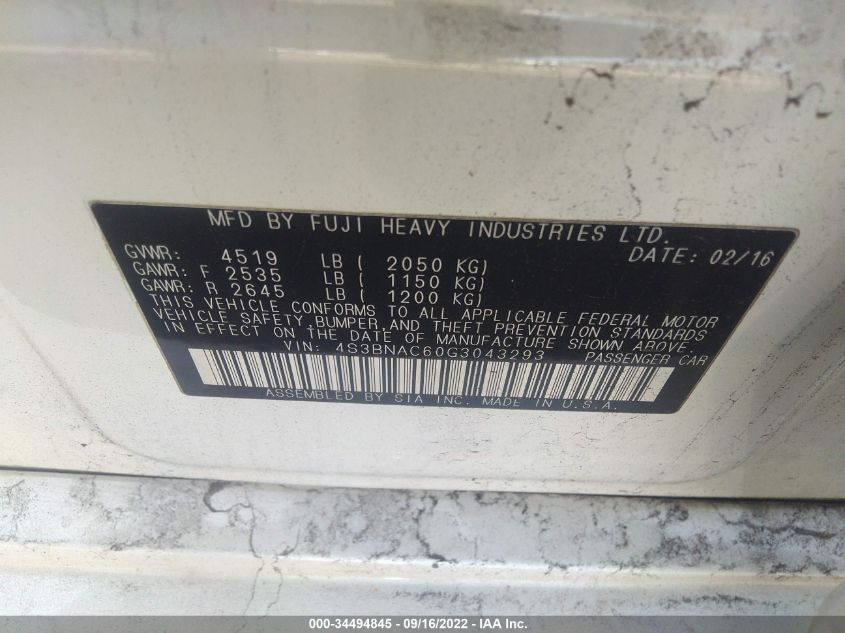 MFD BY FUJI HEAVY INDUSTRIES LTD.
GVWR: 4519 LB ( 2050 KG) DATE: 02/16
GAWR: F 2535 LB ( 1150 KG)
GAWR: R 2645 LB ( 1200 KG)
THIS VEHICLE CONFORMS TO ALL APPLICABLE FEDERAL MOTOR
VEHICLE SAFETY,BUMPER,AND THEFT PREVENTION STANDARDS
IN EFFECT ON THE DATE OF MANUFACTURE SHOWN ABOVE.
VIN: 4S3BNAC60G3043293 PASSENGER CAR
ASSEMBLED BY SIA INC. MADE IN U.S.A.
000-34494845 - 09/16/2022 - IAA Inc.